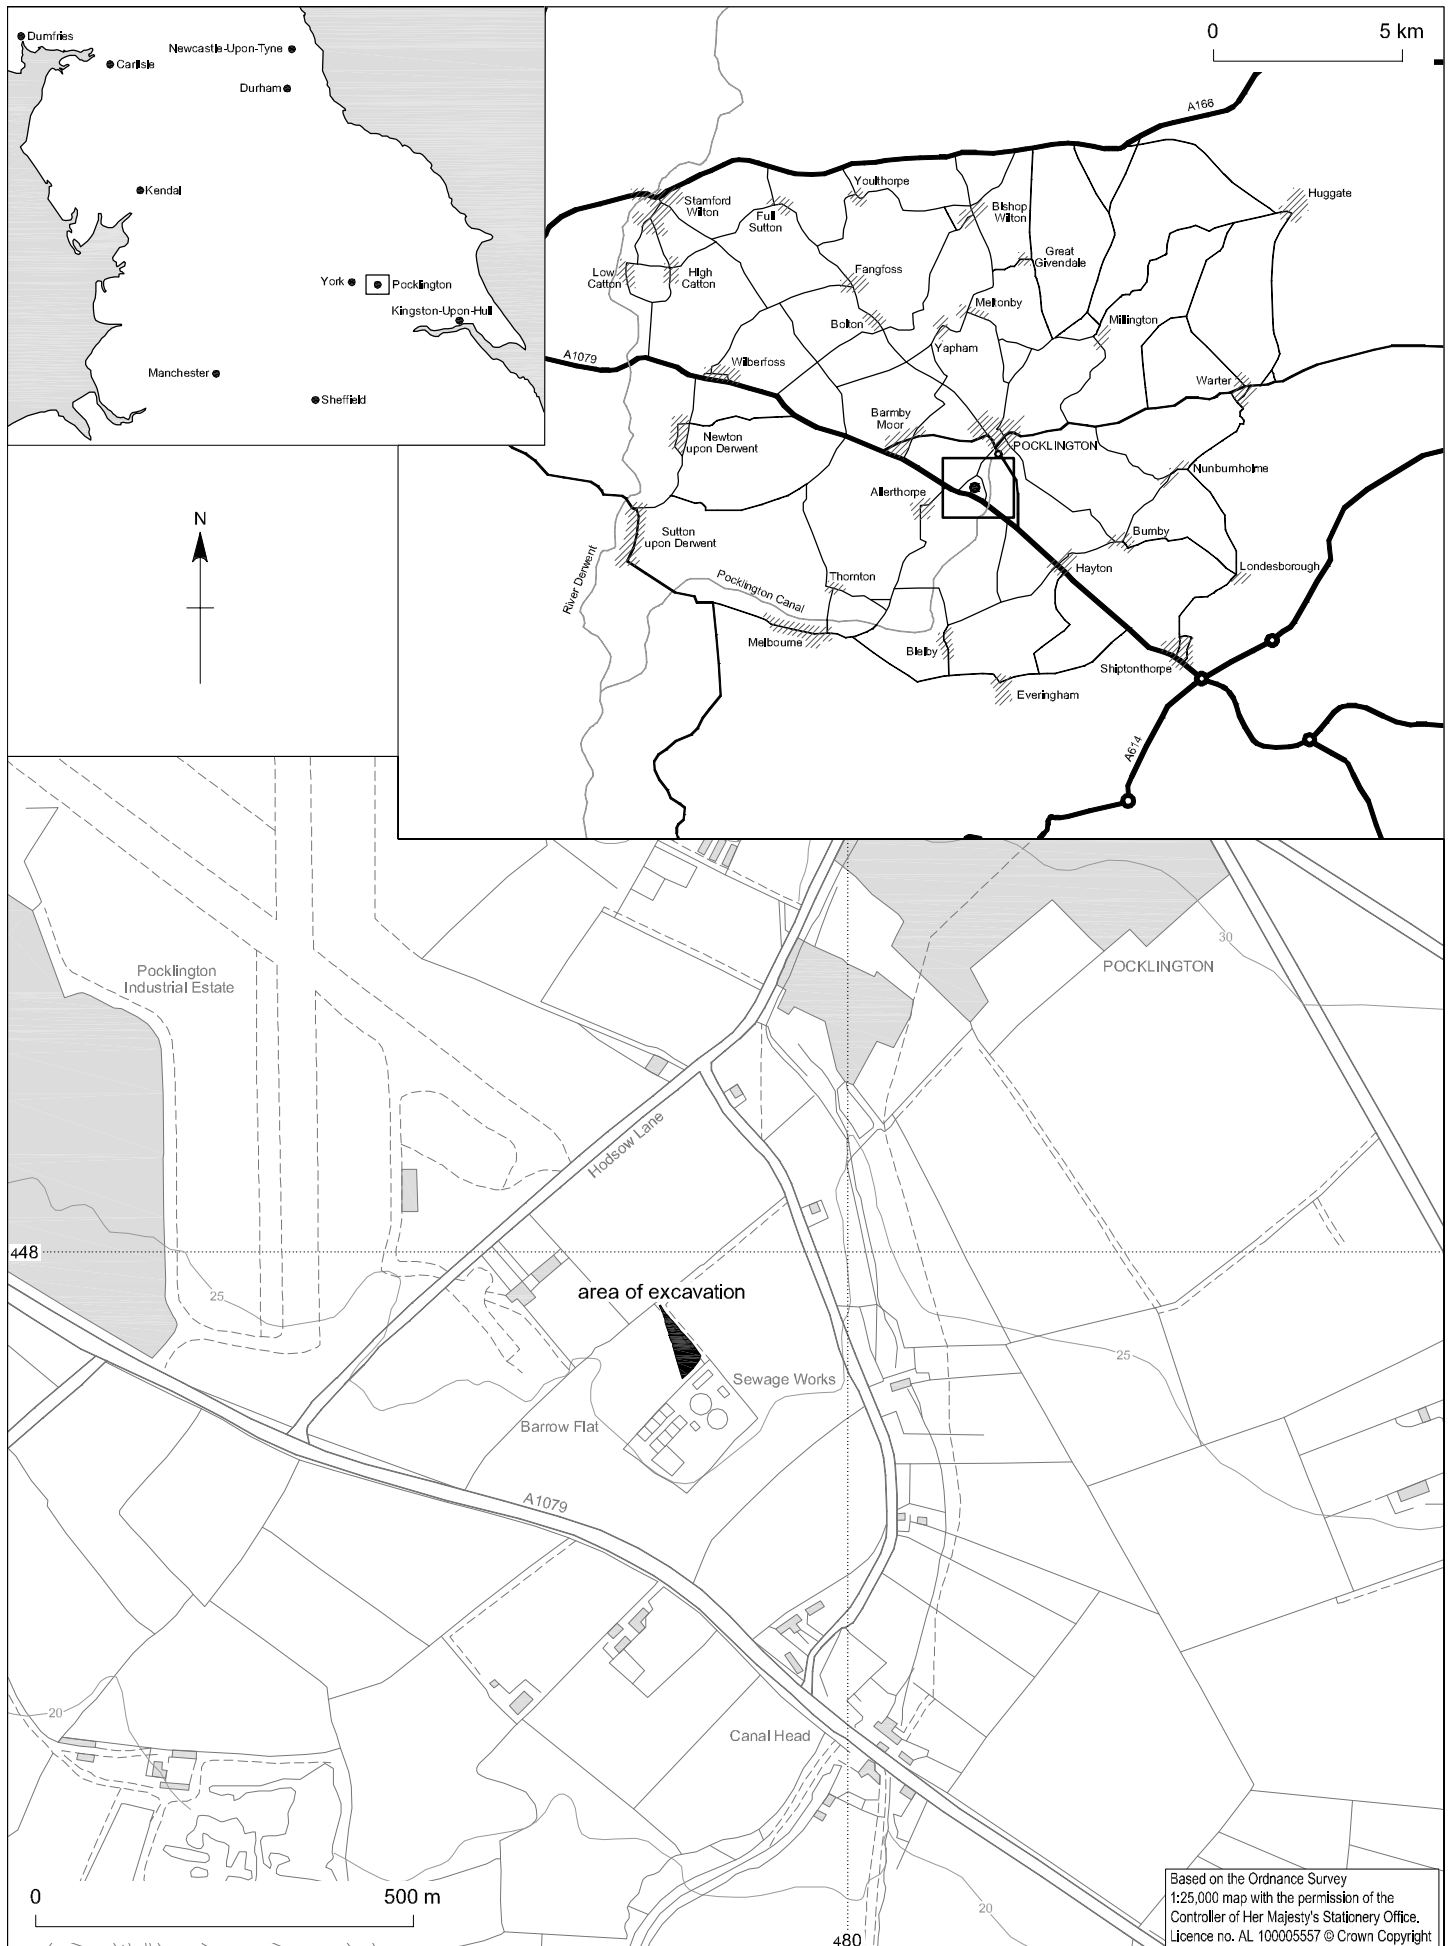 Dumfries
Carlisle
Newcastle-Upon-Tyne
Durham
Kendal
York
Pocklington
Kingston-Upon-Hull
Manchester
Sheffield
N
0 5 km
A166
Youlthorpe
Stamford
Wilton
Full
Sutton
Bishop
Wilton
Huggate
Great
Givendale
Low
Catton
High
Catton
Fangfoss
Meltonby
Bolton
Yapham
Millington
A1079
Wilberfoss
Warter
Barmby
Moor
Newton
upon Derwent
POCKLINGTON
Nunburnholme
Allerthorpe
Sutton
upon Derwent
Burnby
Hayton
Londesborough
River Derwent
Thornton
Pocklington Canal
Melbourne
Bielby
Shiptonthorpe
Everingham
A614
Pocklington
Industrial Estate
30
POCKLINGTON
Hodsow Lane
448
25
area of excavation
25
Sewage Works
Barrow Flat
A1079
20
Canal Head
0 500 m
20
480
Based on the Ordnance Survey
1:25,000 map with the permission of the
Controller of Her Majesty's Stationery Office.
Licence no. AL 100005557 © Crown Copyright